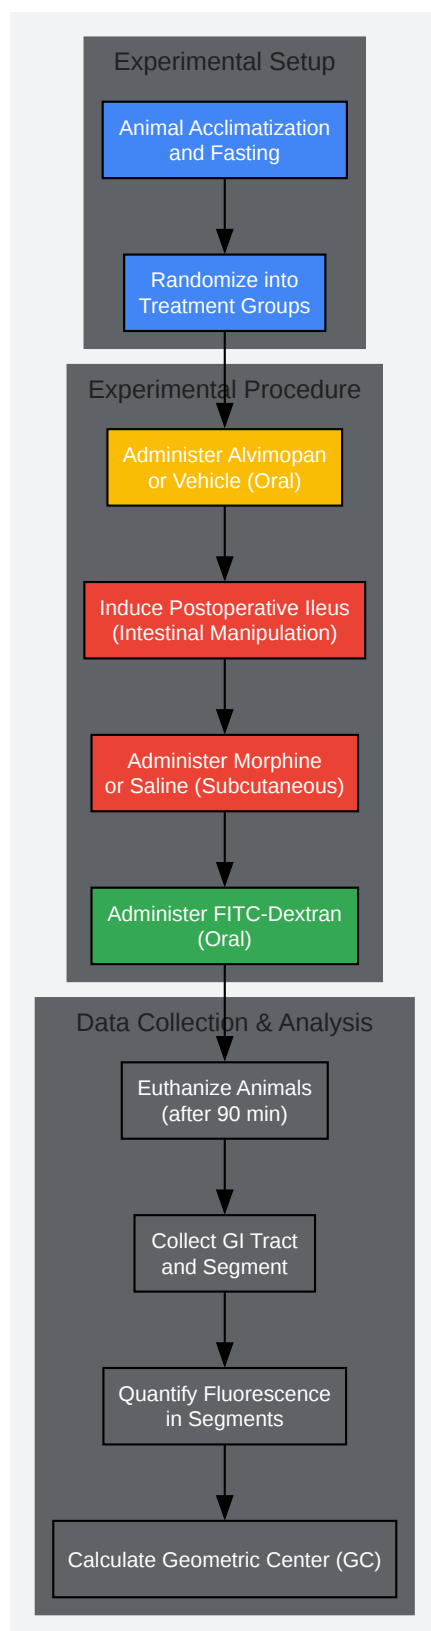 Experimental Setup
Animal Acclimatization
and Fasting
Randomize into
Treatment Groups
Experimental Procedure
Administer Alvimopan
or Vehicle (Oral)
Induce Postoperative Ileus
(Intestinal Manipulation)
Administer Morphine
or Saline (Subcutaneous)
Administer FITC-Dextran
(Oral)
Data Collection & Analysis
Euthanize Animals
(after 90 min)
Collect GI Tract
and Segment
Quantify Fluorescence
in Segments
Calculate Geometric Center (GC)